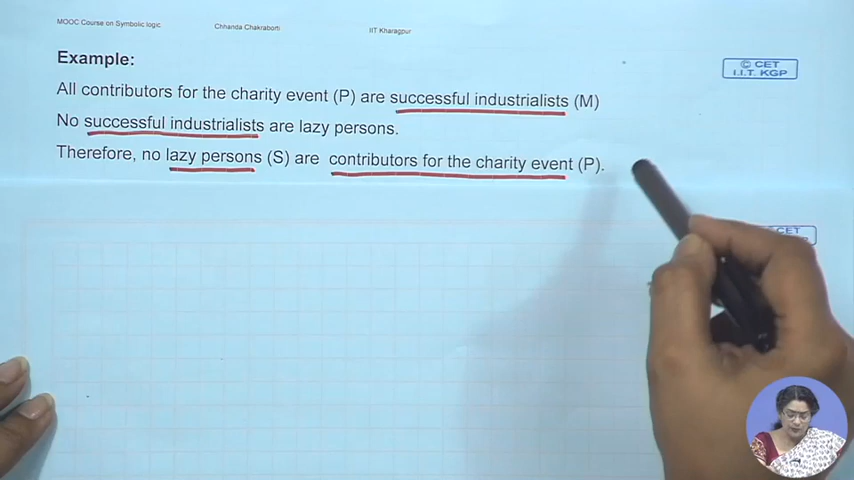 MOOC Course on Symbolic logic. Chhanda Chakraborti IIT Kharagpur
Example:
© CET
I.I.T. KGP
All contributors for the charity event (P) are successful industrialists (M)
No successful industrialists are lazy persons.
Therefore, no lazy persons (S) are contributors for the charity event (P).
CET